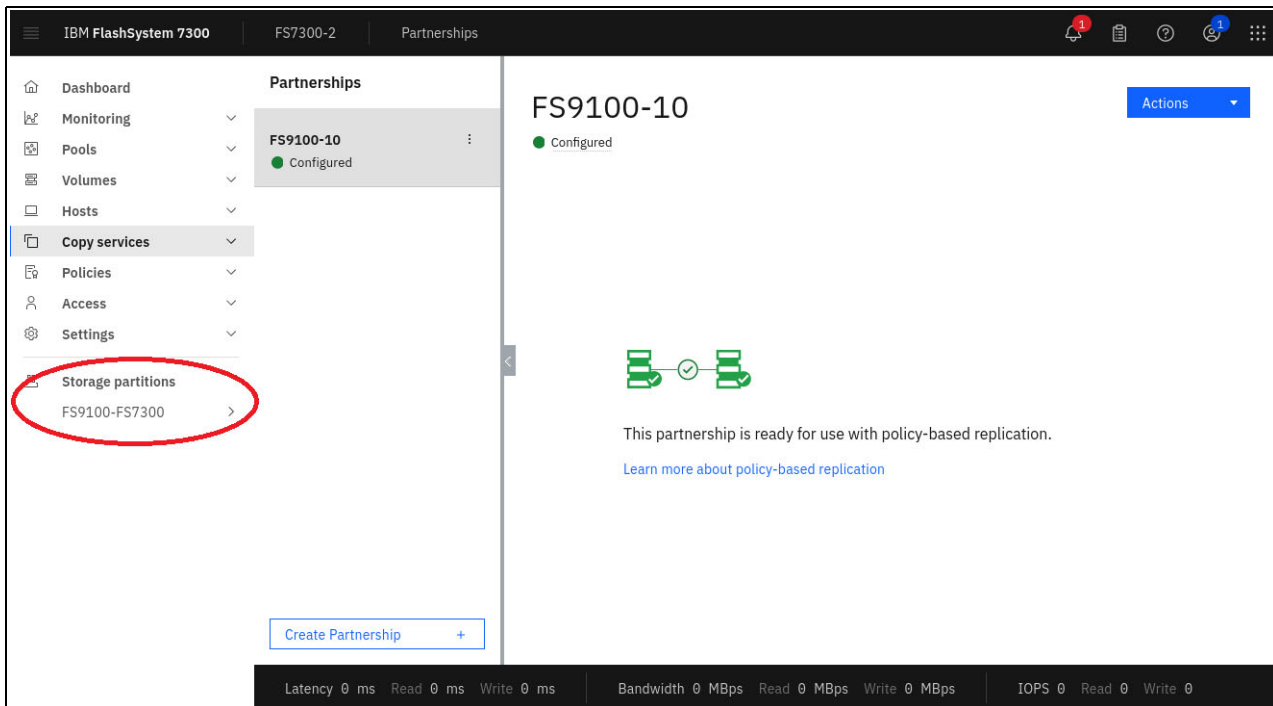 IBM FlashSystem 7300
FS7300-2
Partnerships
1
1
Dashboard
Monitoring
Pools
Volumes
Hosts
Copy services
Policies
Access
Settings
Storage partitions
FS9100-FS7300
Partnerships
FS9100-10
Configured
Create Partnership +
FS9100-10
Configured
Actions
This partnership is ready for use with policy-based replication.
Learn more about policy-based replication
Latency 0 ms Read 0 ms Write 0 ms
Bandwidth 0 MBps Read 0 MBps Write 0 MBps
IOPS 0 Read 0 Write 0